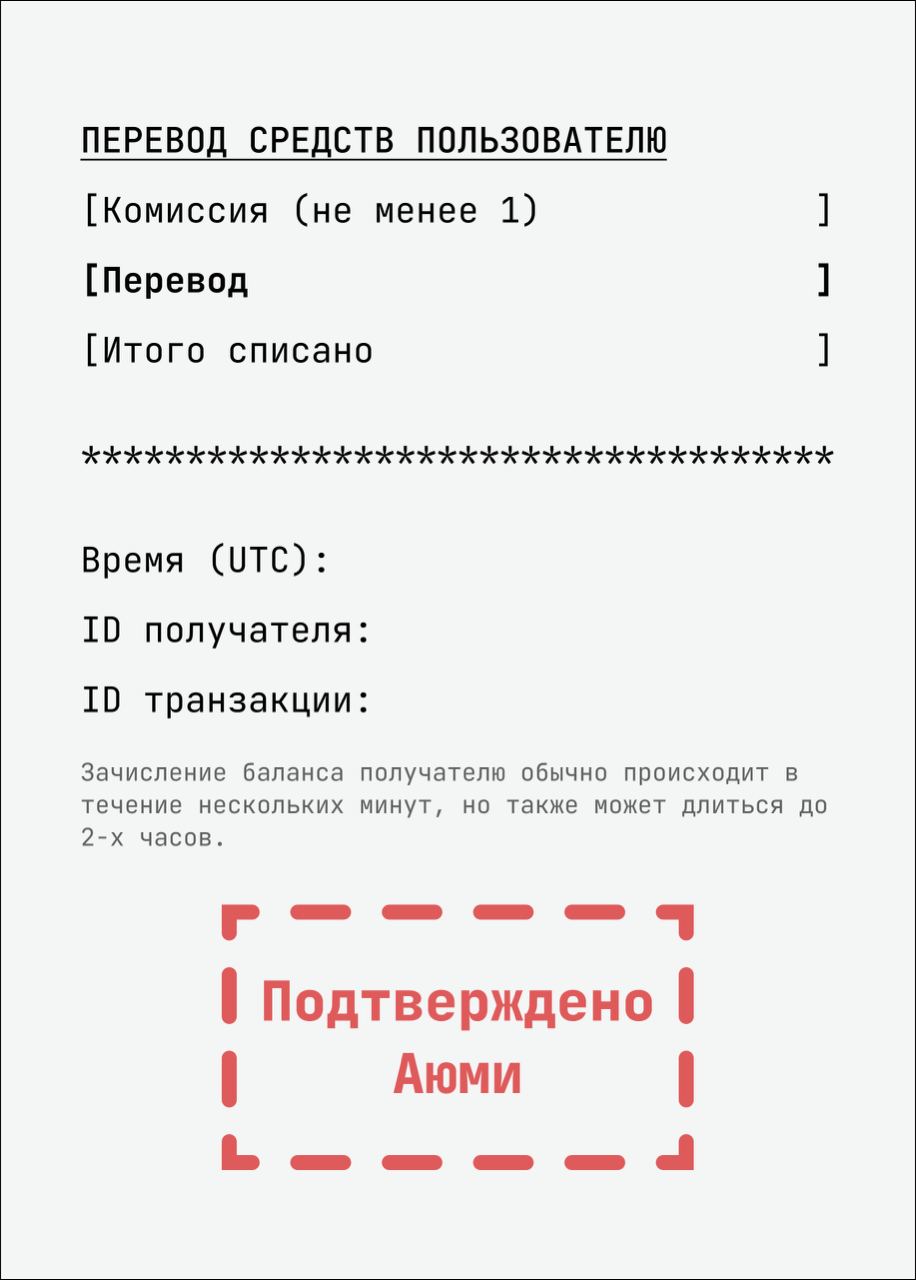 ПЕРЕВОД СРЕДСТВ ПОЛЬЗОВАТЕЛЮ
[Комиссия (не менее 1) ]
[Перевод ]
[Итого списано ]
************************************
Время (UTC):
ID получателя:
ID транзакции:
Зачисление баланса получателю обычно происходит в
течение нескольких минут, но также может длиться до
2-х часов.
Подтверждено
Аюми